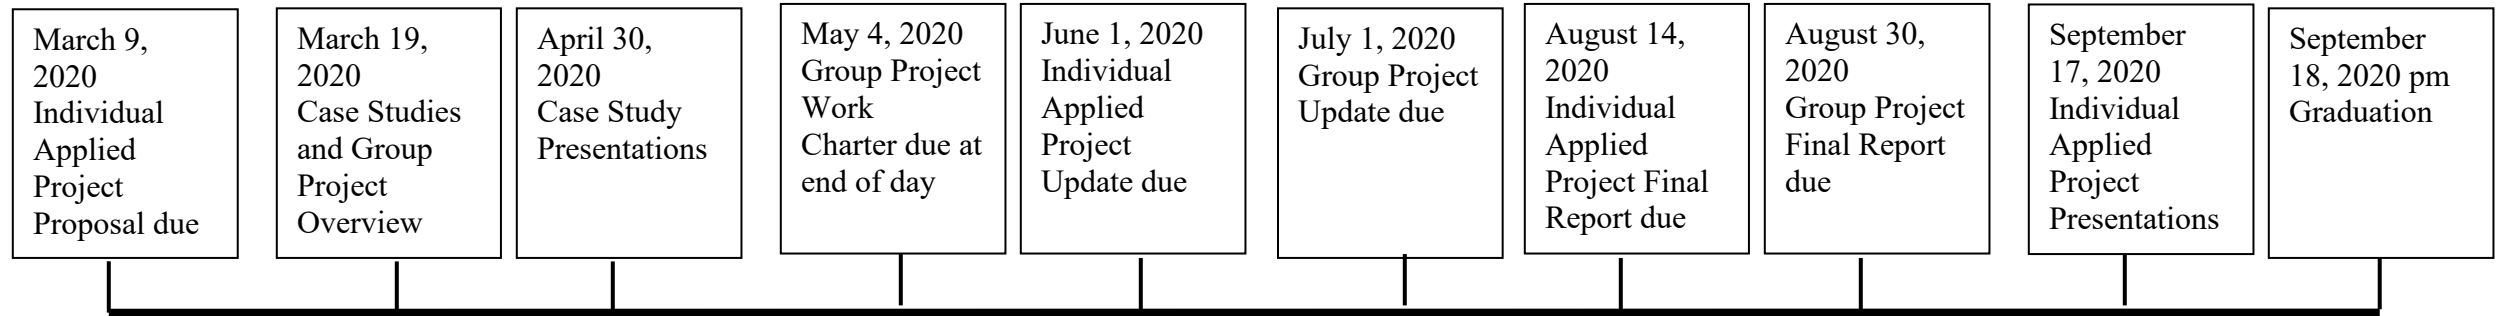 March 9,
2020
Individual
Applied
Project
Proposal due
March 19,
2020
Case Studies
and Group
Project
Overview
April 30,
2020
Case Study
Presentations
May 4, 2020
Group Project
Work
Charter due at
end of day
June 1, 2020
Individual
Applied
Project
Update due
July 1, 2020
Group Project
Update due
August 14,
2020
Individual
Applied
Project Final
Report due
August 30,
2020
Group Project
Final Report
due
September
17, 2020
Individual
Applied
Project
Presentations
September
18, 2020 pm
Graduation